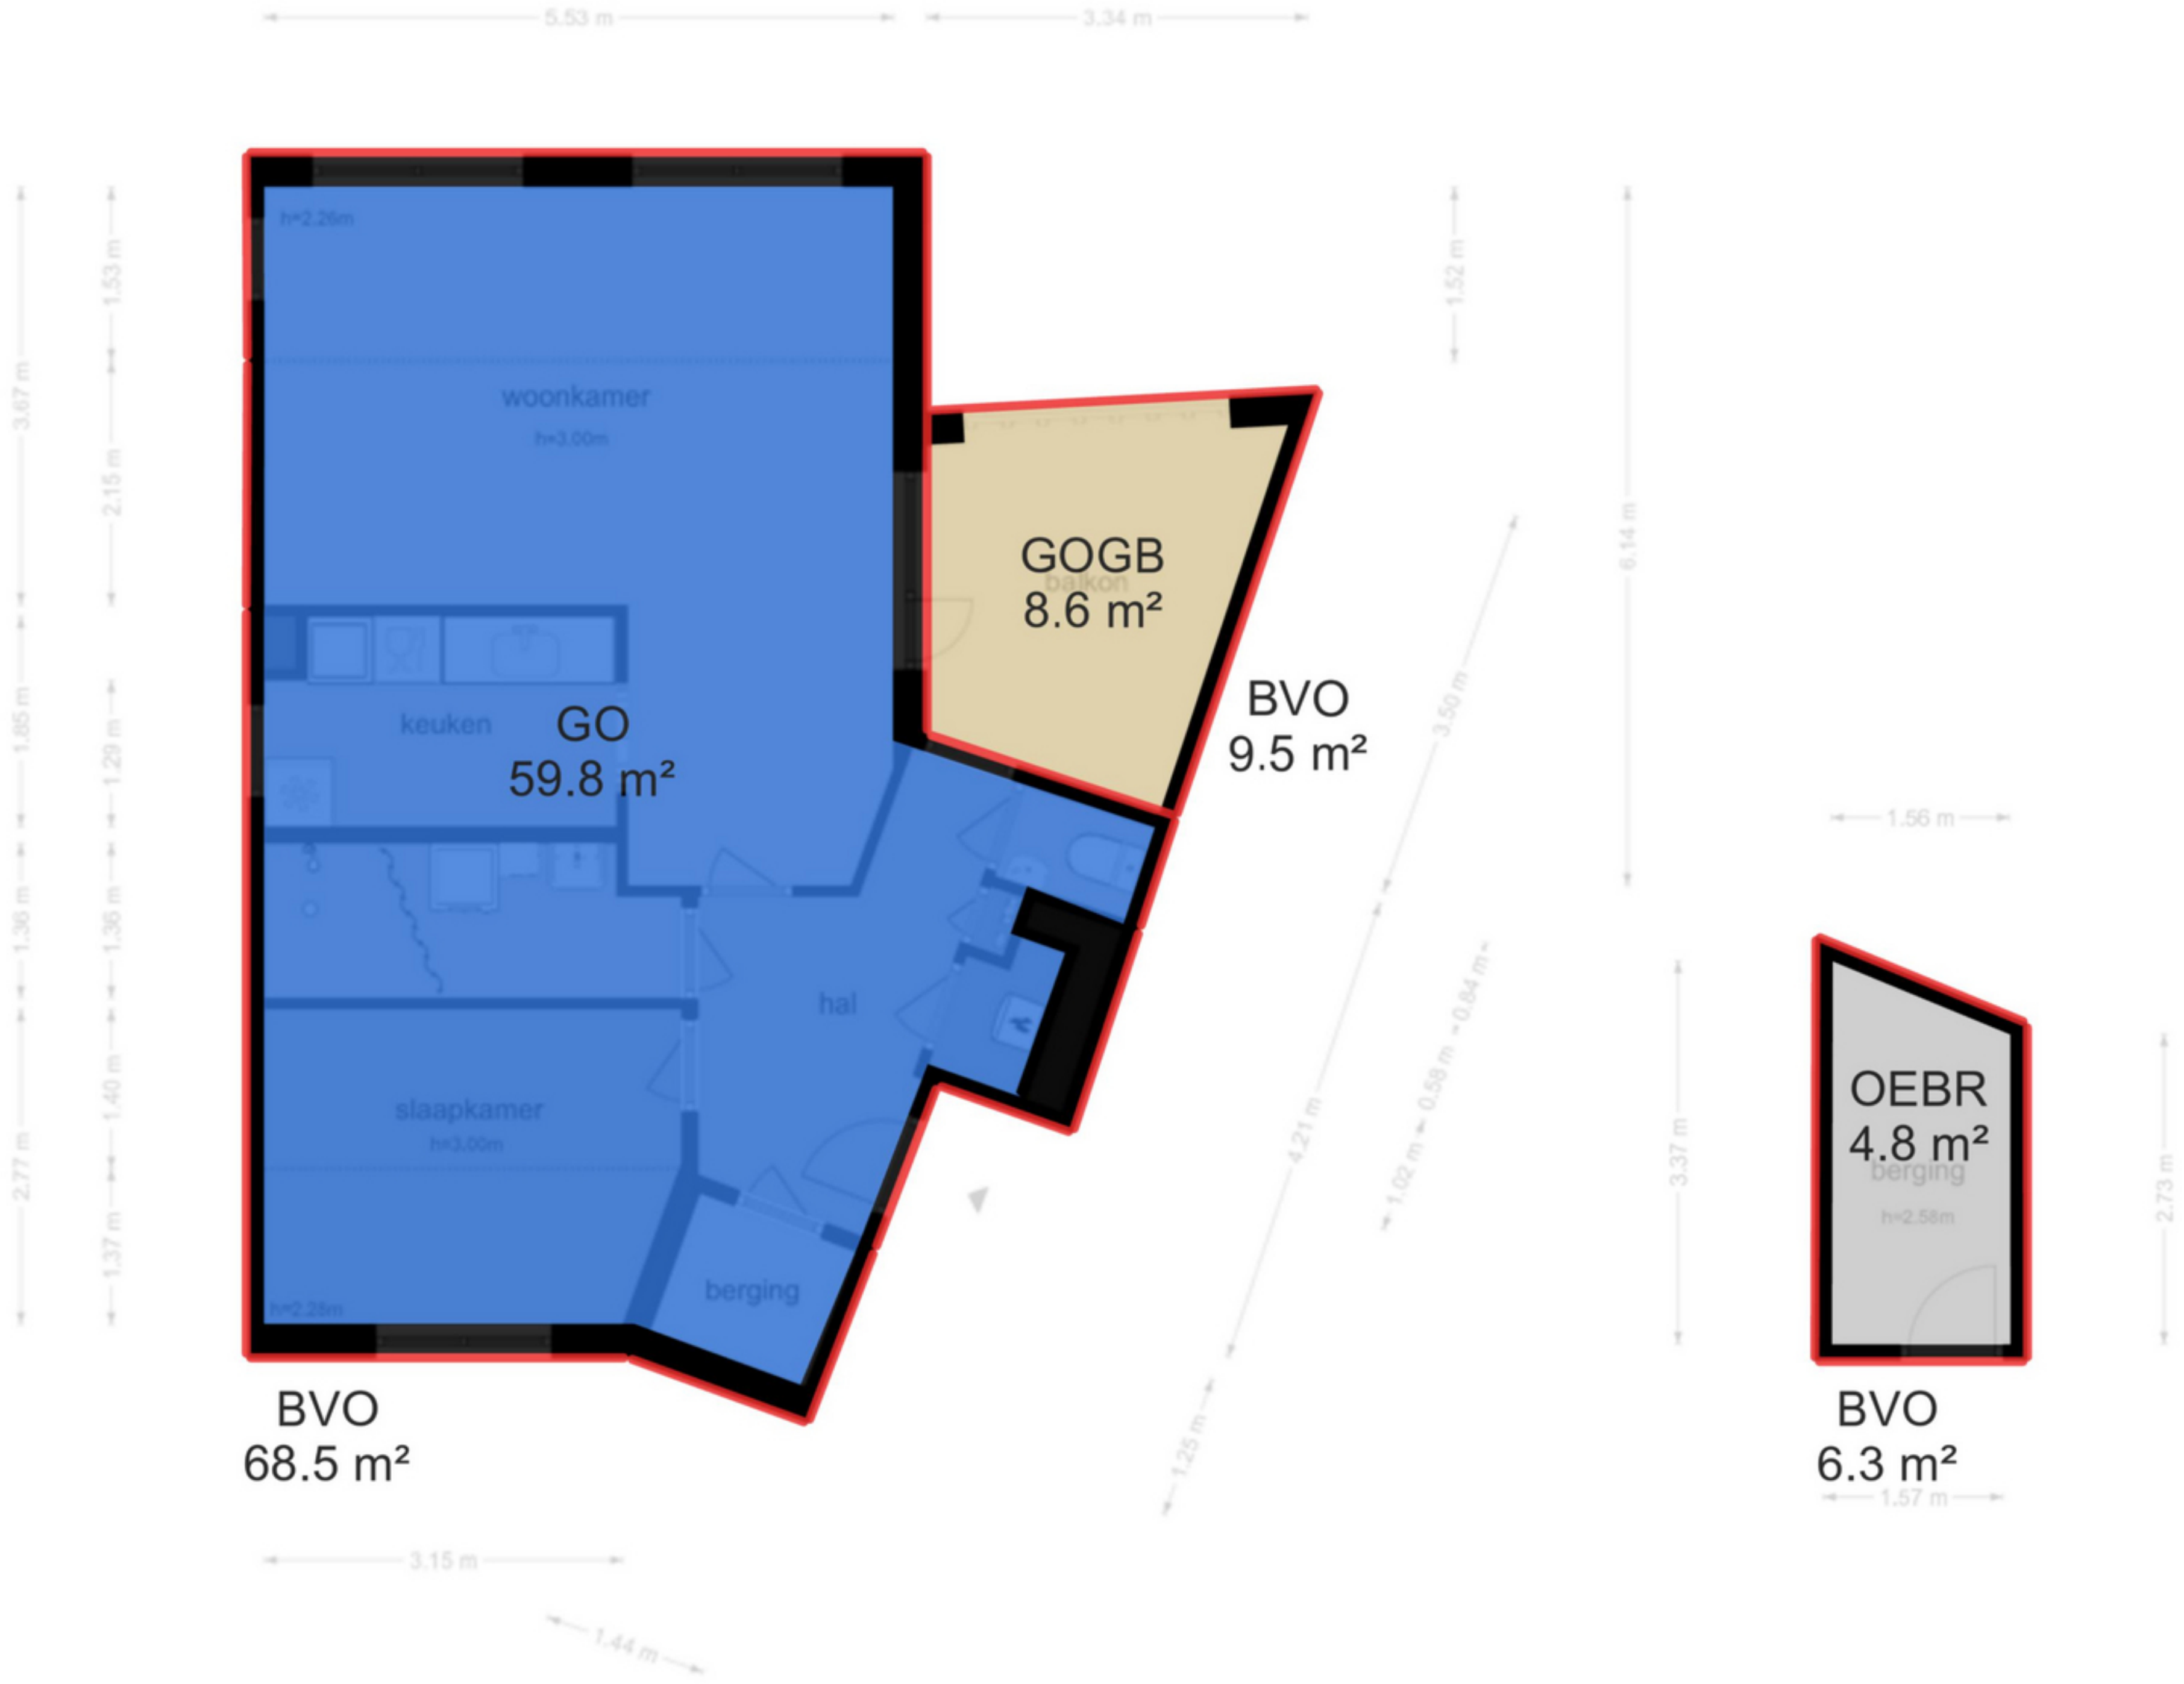 5.53 m
3.34 m
h=2.26m
1.53 m
1.52 m
3.67 m
woonkamer
h=3.00m
2.15 m
6.14 m
GOGB
balkon
8.6 m²
keuken
GO
59.8 m²
1.85 m
1.29 m
BVO
9.5 m²
3.50 m
1.56 m
1.36 m
1.36 m
hal
0.84 m
0.58 m
1.02 m
4.21 m
slaapkamer
h=3.00m
1.40 m
2.77 m
1.37 m
h=2.28m
berging
3.37 m
OEBR
4.8 m²
berging
h=2.58m
2.73 m
BVO
68.5 m²
1.25 m
BVO
6.3 m²
1.57 m
3.15 m
1.44 m